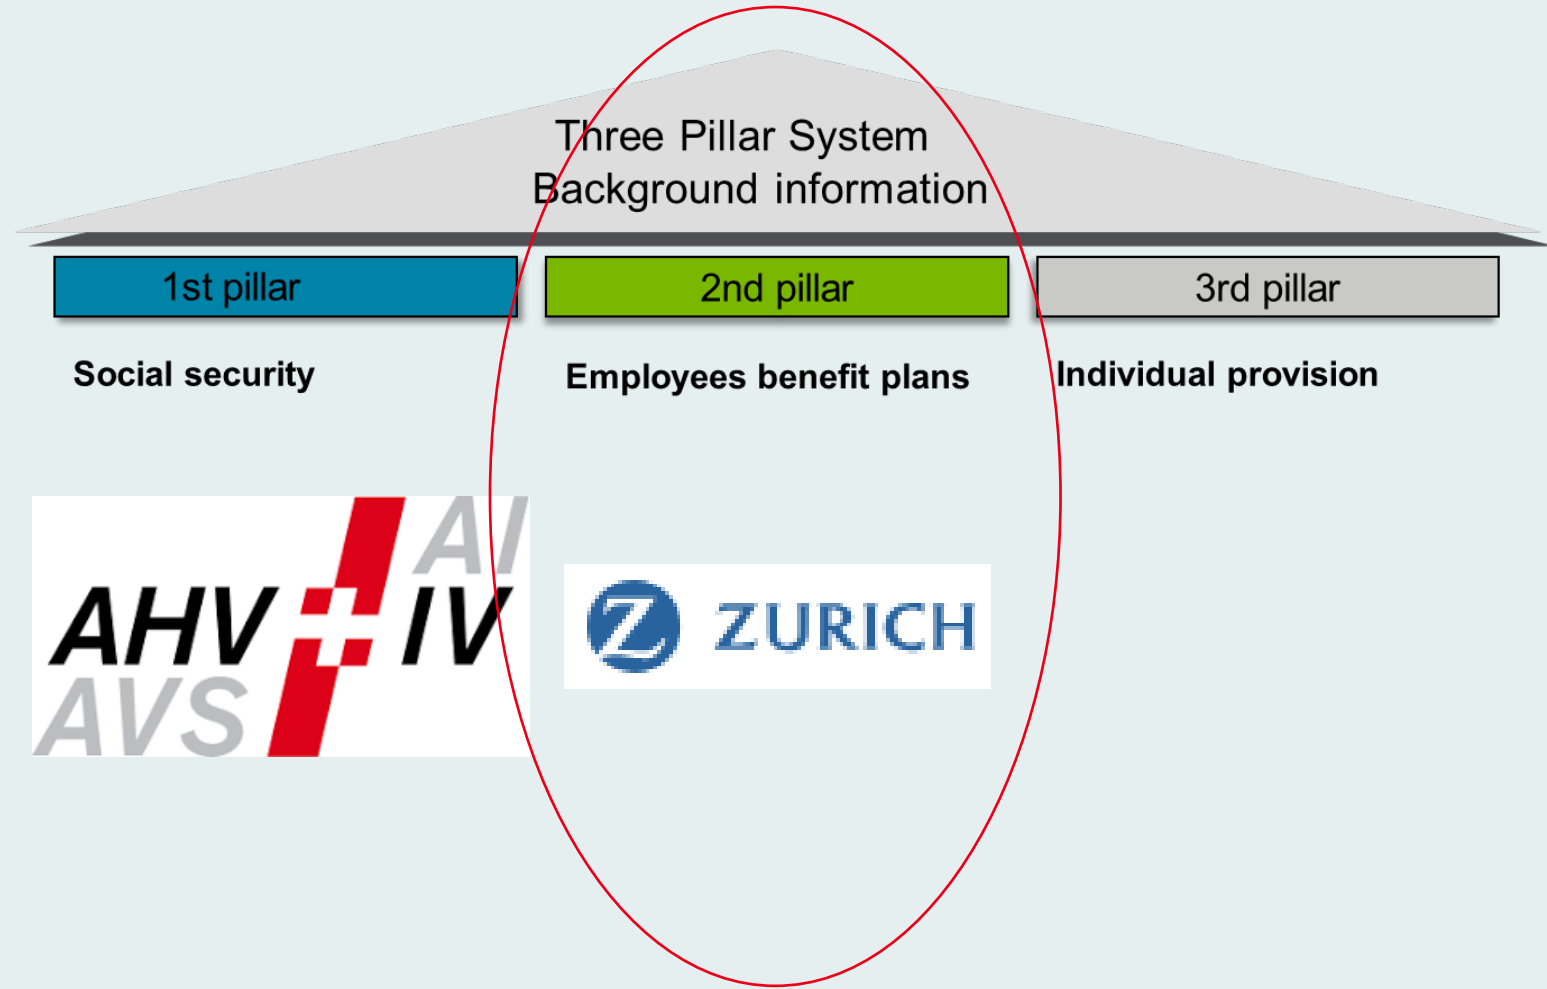 Three Pillar System
Background information
1st pillar
2nd pillar
3rd pillar
Social security
Employees benefit plans
Individual provision
AI
AHV IV
AVS
Z ZURICH